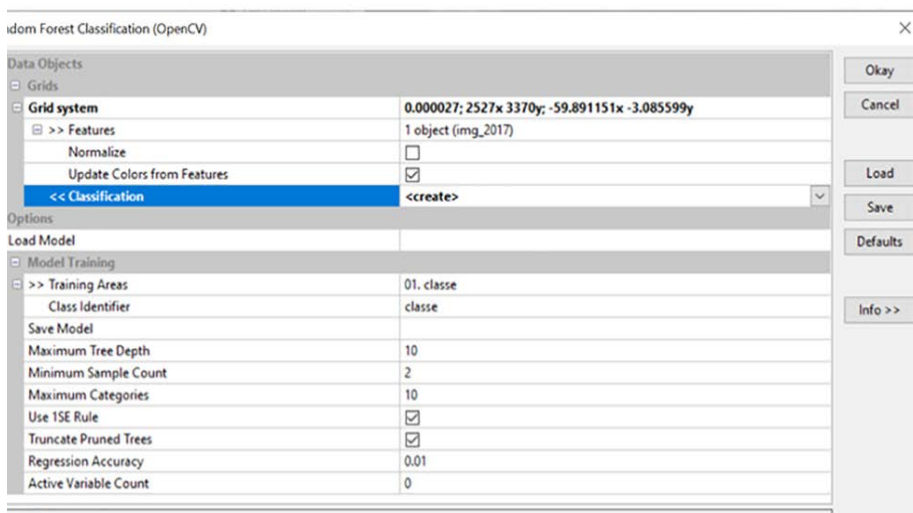 dom Forest Classification (OpenCV)
Data Objects
Grids
Grid system 0.000027; 2527x 3370y; -59.891151x -3.085599y
>> Features 1 object (img_2017)
Normalize
Update Colors from Features
<< Classification <create>
Options
Load Model
Model Training
>> Training Areas 01. classe
Class Identifier classe
Save Model
Maximum Tree Depth 10
Minimum Sample Count 2
Maximum Categories 10
Use 1SE Rule
Truncate Pruned Trees
Regression Accuracy 0.01
Active Variable Count 0
Okay
Cancel
Load
Save
Defaults
Info >>